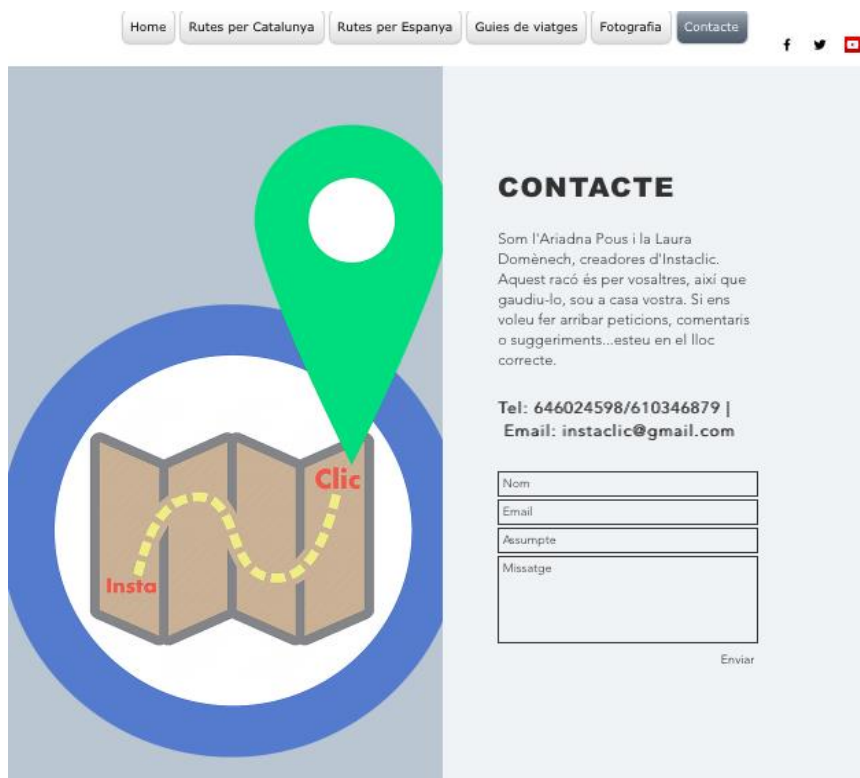 Home Rutes per Catalunya Rutes per Espanya Guies de viatges Fotografia Contacte
CONTACTE
Som l'Ariadna Pous i la Laura
Domènech, creadores d'Instaclic.
Aquest racó és per vosaltres, així que
gaudiu-lo, sou a casa vostra. Si ens
voleu fer arribar peticions, comentaris
o suggeriments...esteu en el lloc
correcte.
Tel: 646024598/610346879 |
Email: instaclic@gmail.com
Clic
Insta
Nom
Email
Assumpte
Missatge
Enviar